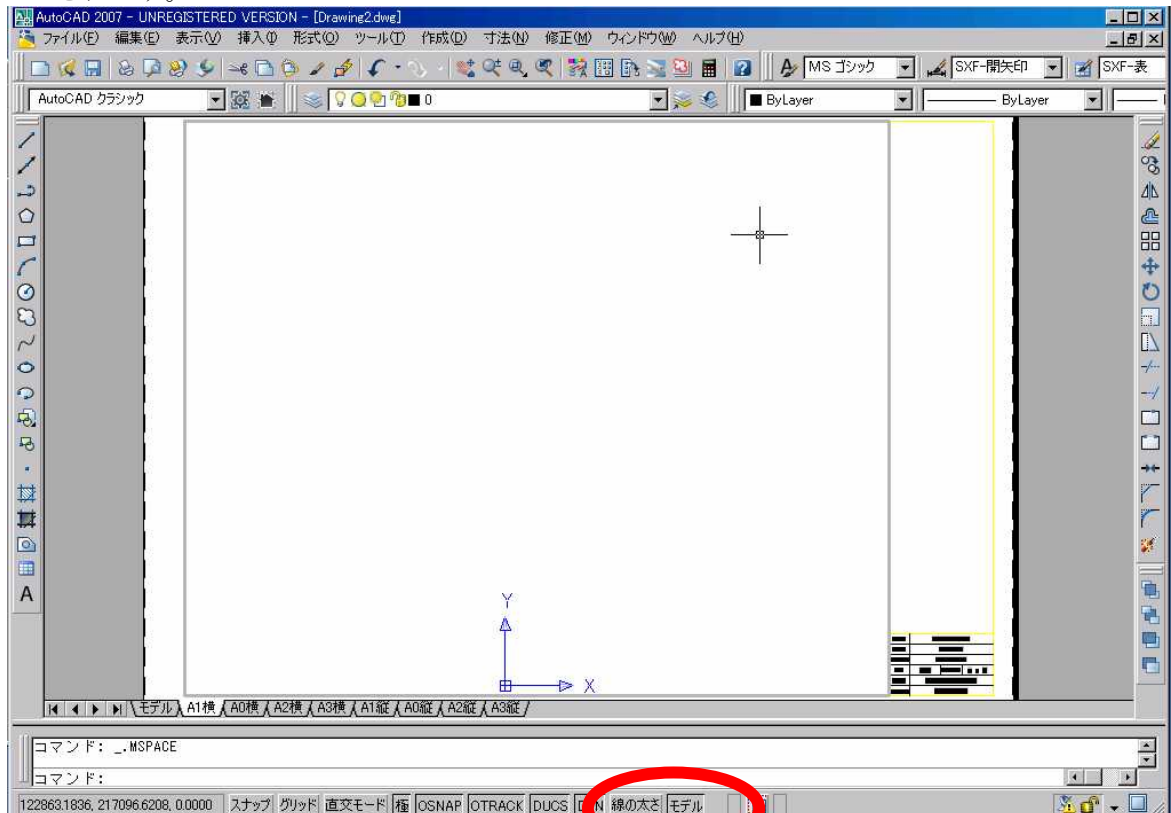 AutoCAD 2007 - UNREGISTERED VERSION - [Drawing2.dwg]
ファイル(F) 編集(E) 表示(V) 挿入(I) 形式(O) ツール(T) 作成(D) 寸法(N) 修正(M) ウィンドウ(W) ヘルプ(H)
MS ゴシック SXF-開矢印 SXF-表
AutoCAD クラシック 0 ByLayer ByLayer
Y
X
モデル A1横 A0横 A2横 A3横 A1縦 A0縦 A2縦 A3縦
コマンド: _.MSPACE
コマンド:
122863.1836, 217096.6208, 0.0000 スナップ グリッド 直交モード 極 OSNAP OTRACK DUCS 線の太さ モデル